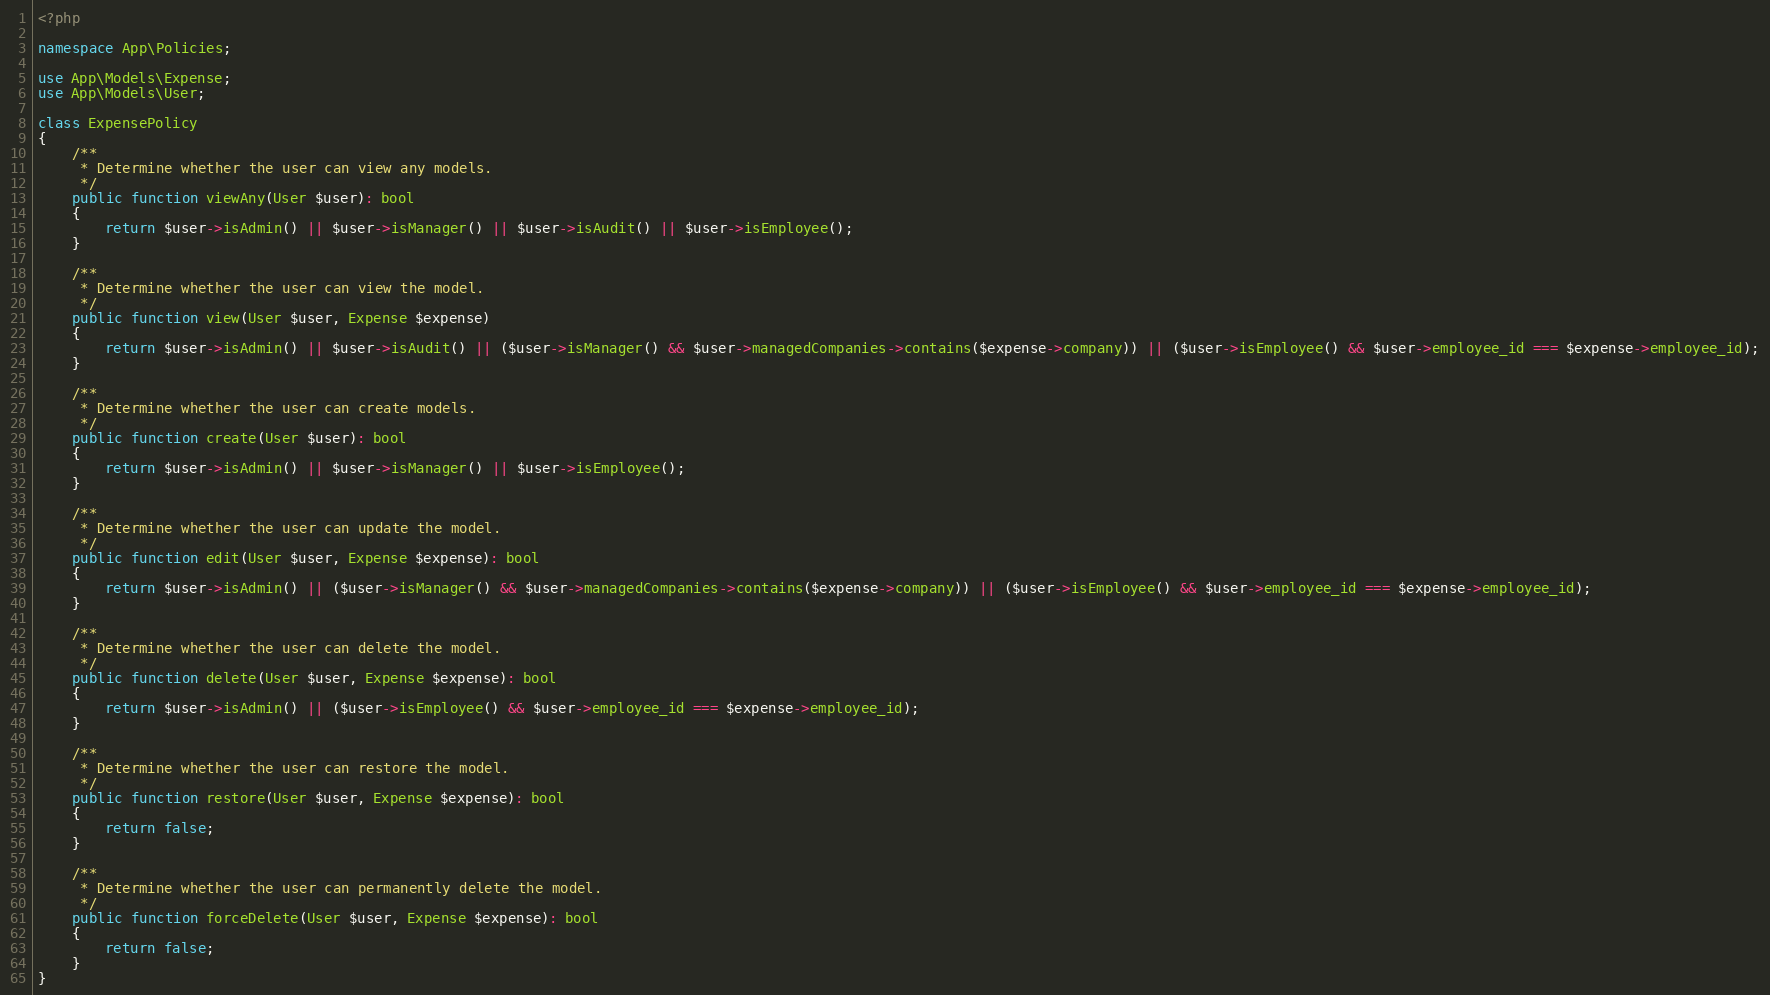 1 <?php
2
3 namespace App\Policies;
4
5 use App\Models\Expense;
6 use App\Models\User;
7
8 class ExpensePolicy
9 {
10     /**
11      * Determine whether the user can view any models.
12      */
13     public function viewAny(User $user): bool
14     {
15         return $user->isAdmin() || $user->isManager() || $user->isAudit() || $user->isEmployee();
16     }
17
18     /**
19      * Determine whether the user can view the model.
20      */
21     public function view(User $user, Expense $expense)
22     {
23         return $user->isAdmin() || $user->isAudit() || ($user->isManager() && $user->managedCompanies->contains($expense->company)) || ($user->isEmployee() && $user->employee_id === $expense->employee_id);
24     }
25
26     /**
27      * Determine whether the user can create models.
28      */
29     public function create(User $user): bool
30     {
31         return $user->isAdmin() || $user->isManager() || $user->isEmployee();
32     }
33
34     /**
35      * Determine whether the user can update the model.
36      */
37     public function edit(User $user, Expense $expense): bool
38     {
39         return $user->isAdmin() || ($user->isManager() && $user->managedCompanies->contains($expense->company)) || ($user->isEmployee() && $user->employee_id === $expense->employee_id);
40     }
41
42     /**
43      * Determine whether the user can delete the model.
44      */
45     public function delete(User $user, Expense $expense): bool
46     {
47         return $user->isAdmin() || ($user->isEmployee() && $user->employee_id === $expense->employee_id);
48     }
49
50     /**
51      * Determine whether the user can restore the model.
52      */
53     public function restore(User $user, Expense $expense): bool
54     {
55         return false;
56     }
57
58     /**
59      * Determine whether the user can permanently delete the model.
60      */
61     public function forceDelete(User $user, Expense $expense): bool
62     {
63         return false;
64     }
65 }